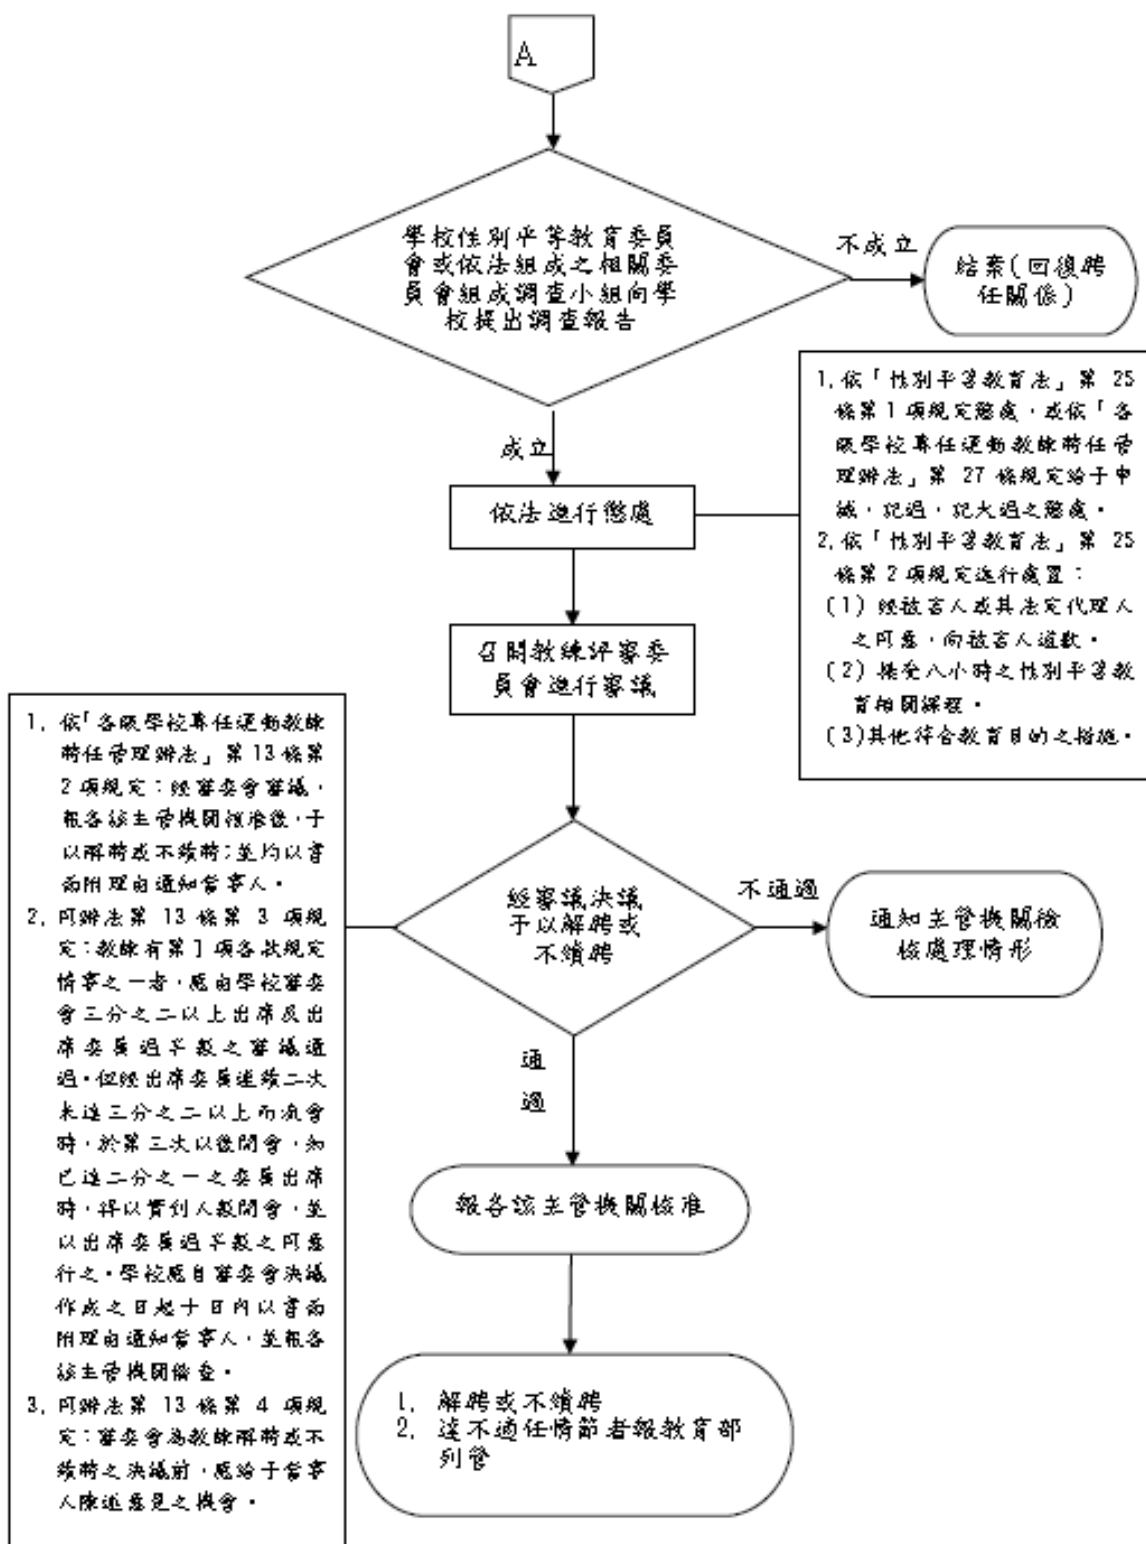 A
學校性別平等教育委員
會或依法組成之相關委
員會組成調查小組向學
校提出調查報告
不成立
結案(回復聘
任關係)
成立
依法進行懲處
1. 依「性別平等教育法」第 25
條第 1 項規定懲處，或依「各
級學校專任運動教練聘任管
理辦法」第 27 條規定給予申
誡，記過，記大過之懲處。
2. 依「性別平等教育法」第 25
條第 2 項規定進行處置：
(1) 經被害人或其法定代理人
之同意，向被害人道歉。
(2) 接受八小時之性別平等教
育相關課程。
(3)其他符合教育目的之措施。
召開教練評審委
員會進行審議
1. 依「各級學校專任運動教練
聘任管理辦法」第 13 條第
2 項規定：經審委會審議，
報各該主管機關核准後，予
以解聘或不續聘；並均以書
面附理由通知當事人。
2. 同辦法第 13 條第 3 項規
定：教練有第 1 項各款規定
情事之一者，應由學校審委
會三分之二以上出席及出
席委員過半數之審議通
過。但經出席委員連續二次
未達三分之二以上而流會
時，於第三次以後開會，如
已達二分之一之委員出席
時，得以實到人數開會，並
以出席委員過半數之同意
行之。學校應自審委會決議
作成之日起十日內以書面
附理由通知當事人，並報各
該主管機關備查。
3. 同辦法第 13 條第 4 項規
定：審委會為教練解聘或不
續聘之決議前，應給予當事
人陳述意見之機會。
經審議決議
予以解聘或
不續聘
不通過
通知主管機關檢
核處理情形
通
過
報各該主管機關核准
1. 解聘或不續聘
2. 達不適任情節者報教育部
列管